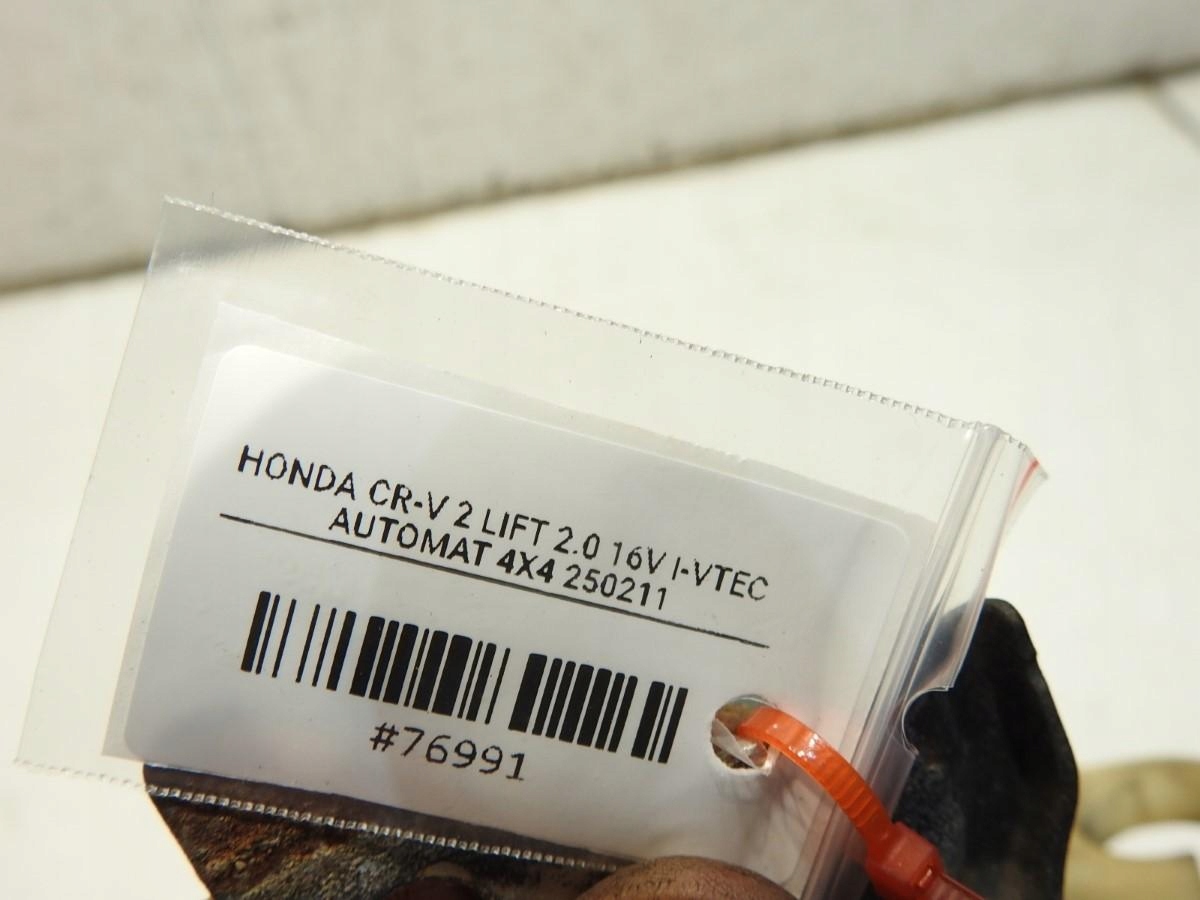 HONDA CR-V 2 LIFT 2.0 16V I-VTEC
AUTOMAT 4X4 250211
#76991